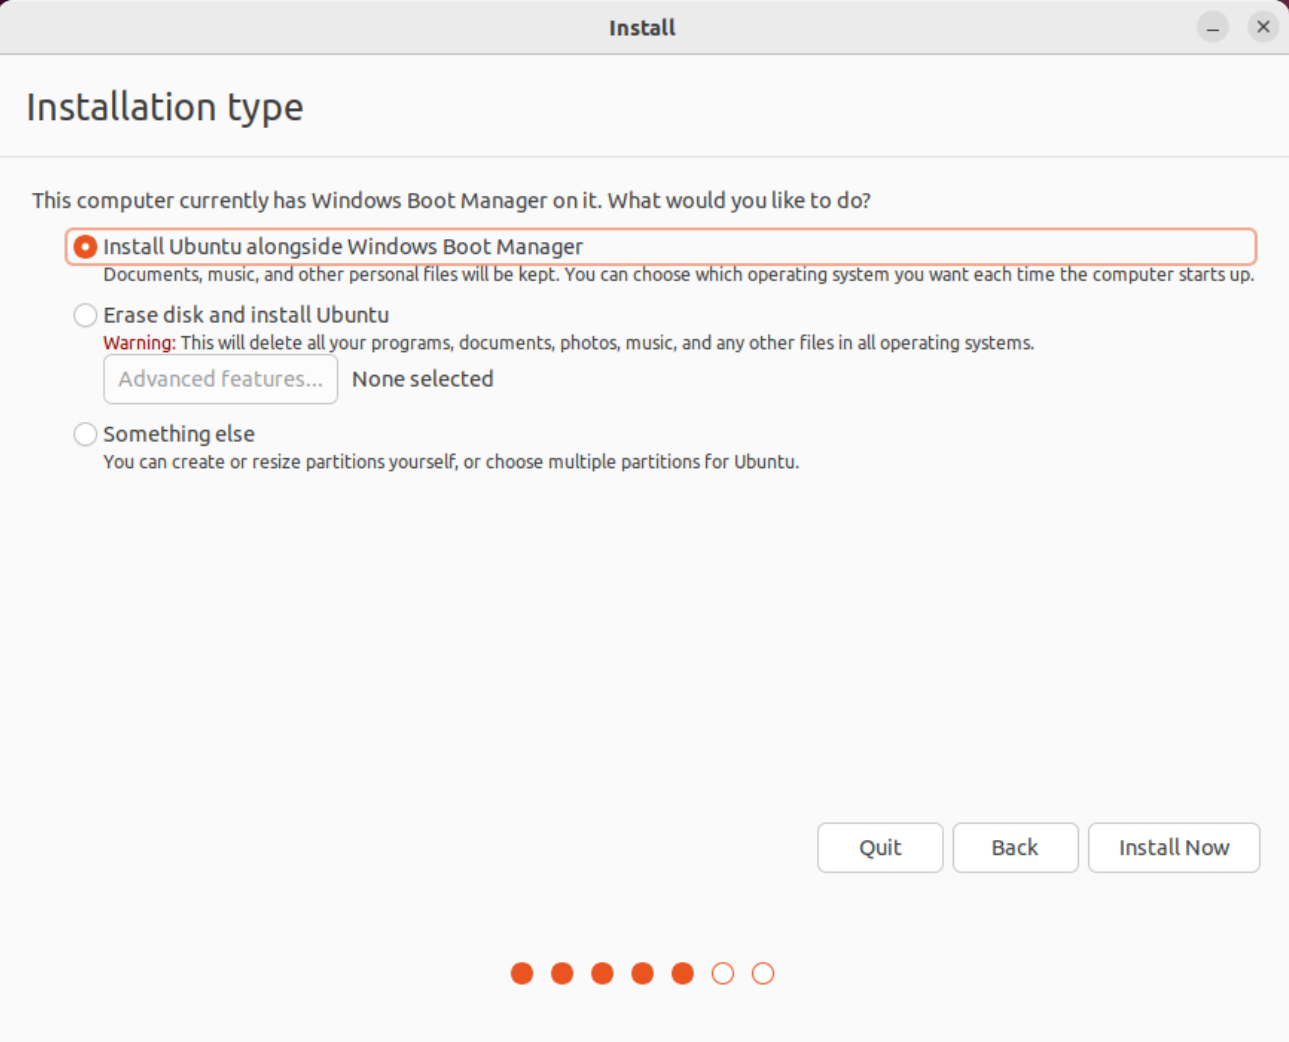 Install
Installation type
This computer currently has Windows Boot Manager on it. What would you like to do?
Install Ubuntu alongside Windows Boot Manager
Documents, music, and other personal files will be kept. You can choose which operating system you want each time the computer starts up.
Erase disk and install Ubuntu
Warning: This will delete all your programs, documents, photos, music, and any other files in all operating systems.
Advanced features... None selected
Something else
You can create or resize partitions yourself, or choose multiple partitions for Ubuntu.
Quit Back Install Now